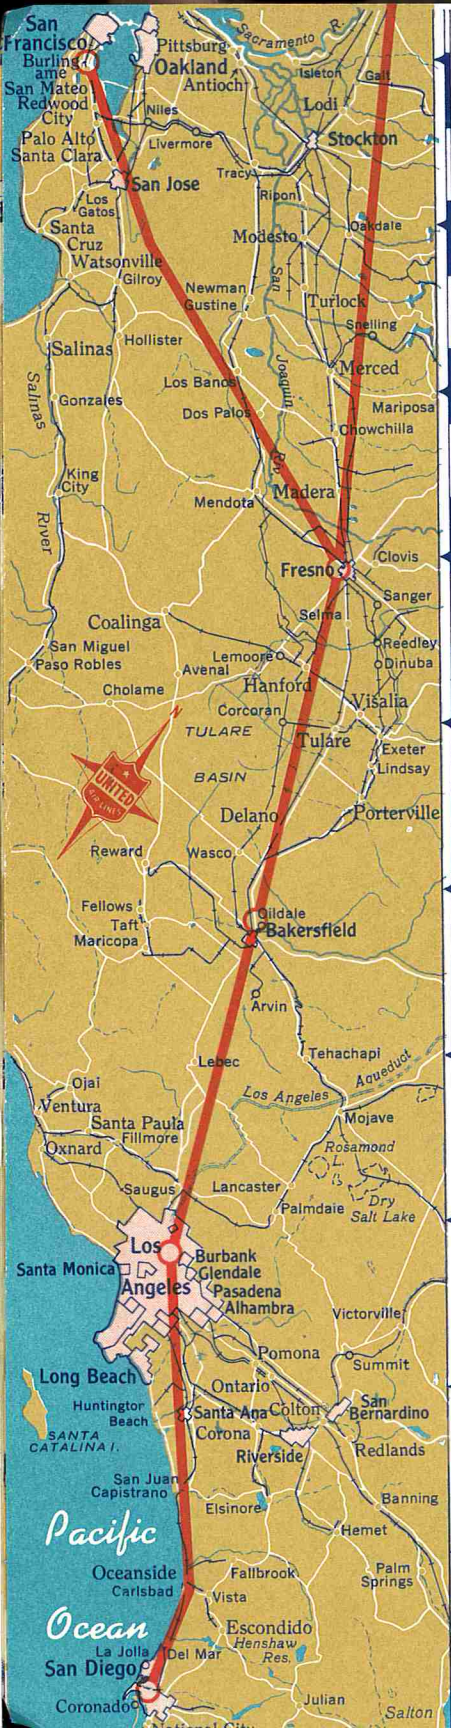 San
Francisco
Burling-
ame
San Mateo
Redwood
City
Palo Alto
Santa Clara
Pittsburg
Oakland
Antioch
Sacramento R.
Isleton
Galt
Lodi
Niles
Livermore
Stockton
Tracy
San Jose
Ripon
Los
Gatos
Santa
Cruz
Modesto
Oakdale
Watsonville
Gilroy
Newman
Gustine
San
Joaquin
Riv
Turlock
Snelling
Salinas
Hollister
Merced
Los Banos
Salinas
River
Gonzales
Dos Palos
Mariposa
Chowchilla
King
City
Mendota
Madera
Fresno
Clovis
Sanger
Selma
Coalinga
San Miguel
Paso Robles
Lemoore
Reedley
Dinuba
Avenal
Hanford
Cholame
Visalia
Corcoran
TULARE
BASIN
Tulare
Exeter
Lindsay
N
UNITED
AIR LINES
Delano
Porterville
Reward
Wasco
Fellows
Taft
Maricopa
Oildale
Bakersfield
Arvin
Lebec
Tehachapi
Los Angeles Aqueduct
Ojai
Ventura
Mojave
Santa Paula
Fillmore
Oxnard
Rosamond
L.
Saugus
Lancaster
Dry
Salt Lake
Palmdale
Los
Angeles
Burbank
Glendale
Santa Monica
Pasadena
Alhambra
Victorville
Pomona
Summit
Long Beach
Ontario
Huntington
Beach
Santa Ana
Colton
San
Bernardino
SANTA
CATALINA I.
Corona
Riverside
Redlands
San Juan
Capistrano
Elsinore
Banning
Pacific
Ocean
Hemet
Oceanside
Carlsbad
Fallbrook
Palm
Springs
Vista
Escondido
Henshaw
Res.
La Jolla
Del Mar
San Diego
Coronado
Julian
Salton
National City